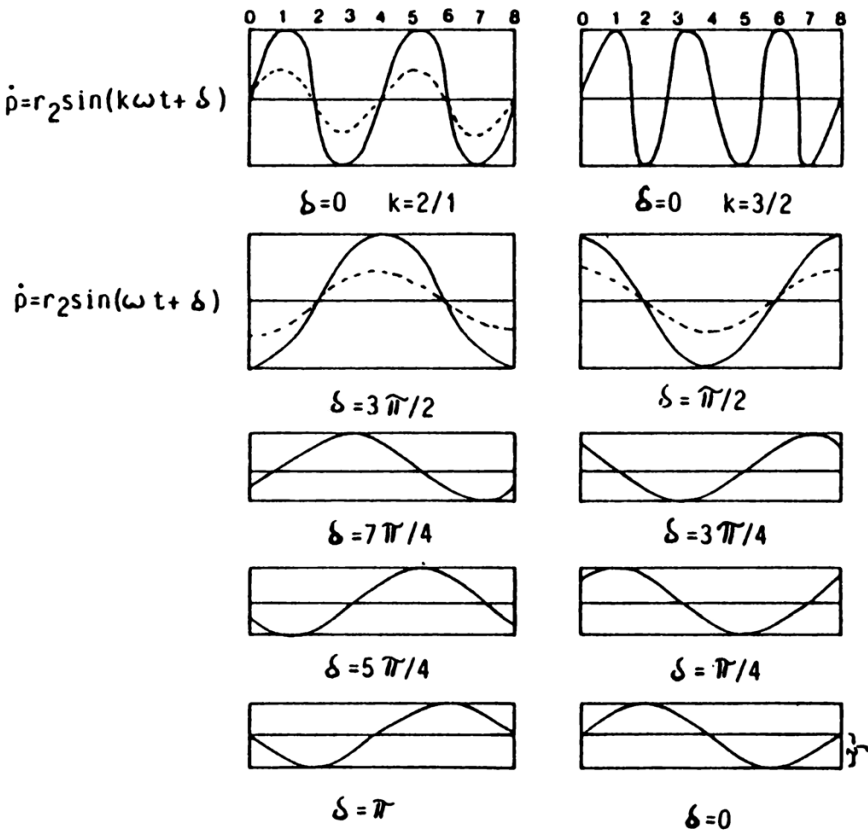 0 1 2 3 4 5 6 7 8 0 1 2 3 4 5 6 7 8
ṗ=r₂sin(kωt+δ)
δ=0 k=2/1 δ=0 k=3/2
ṗ=r₂sin(ωt+δ)
δ=3π/2 δ=π/2
δ=7π/4 δ=3π/4
δ=5π/4 δ=π/4
δ=π δ=0